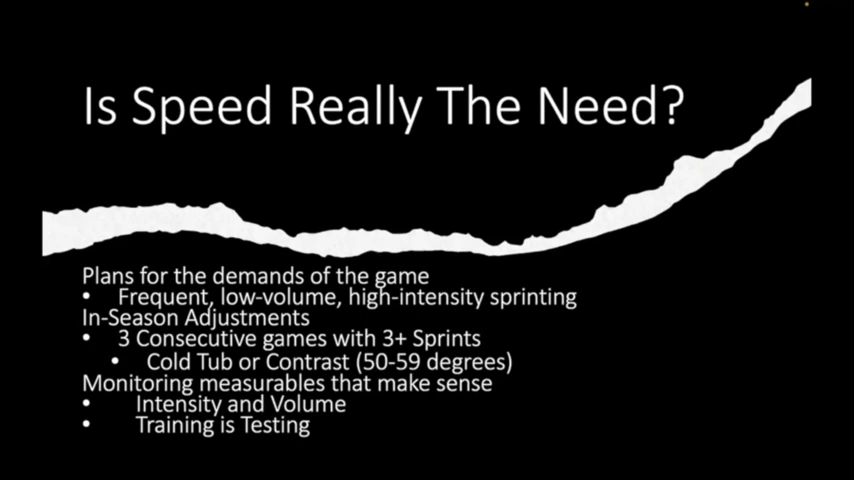 Is Speed Really The Need?
Plans for the demands of the game
• Frequent, low-volume, high-intensity sprinting
In-Season Adjustments
• 3 Consecutive games with 3+ Sprints
• Cold Tub or Contrast (50-59 degrees)
Monitoring measurables that make sense
• Intensity and Volume
• Training is Testing